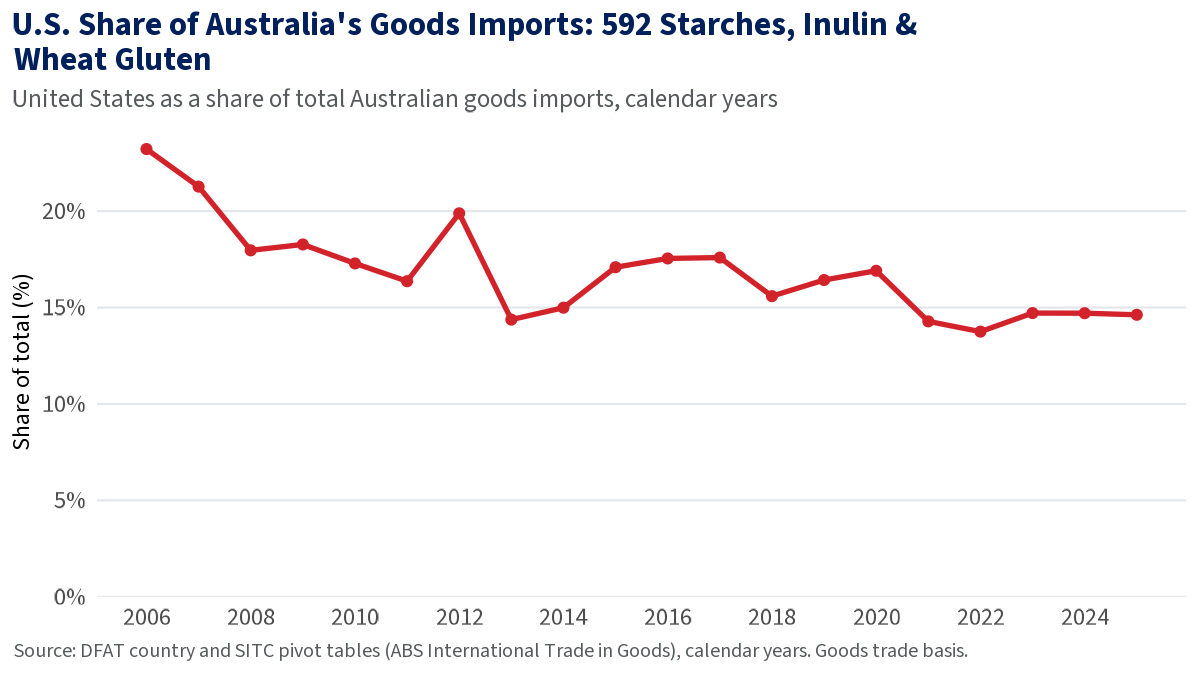 U.S. Share of Australia's Goods Imports: 592 Starches, Inulin &
Wheat Gluten
United States as a share of total Australian goods imports, calendar years
Share of total (%)
20%
15%
10%
5%
0%
2006 2008 2010 2012 2014 2016 2018 2020 2022 2024
Source: DFAT country and SITC pivot tables (ABS International Trade in Goods), calendar years. Goods trade basis.